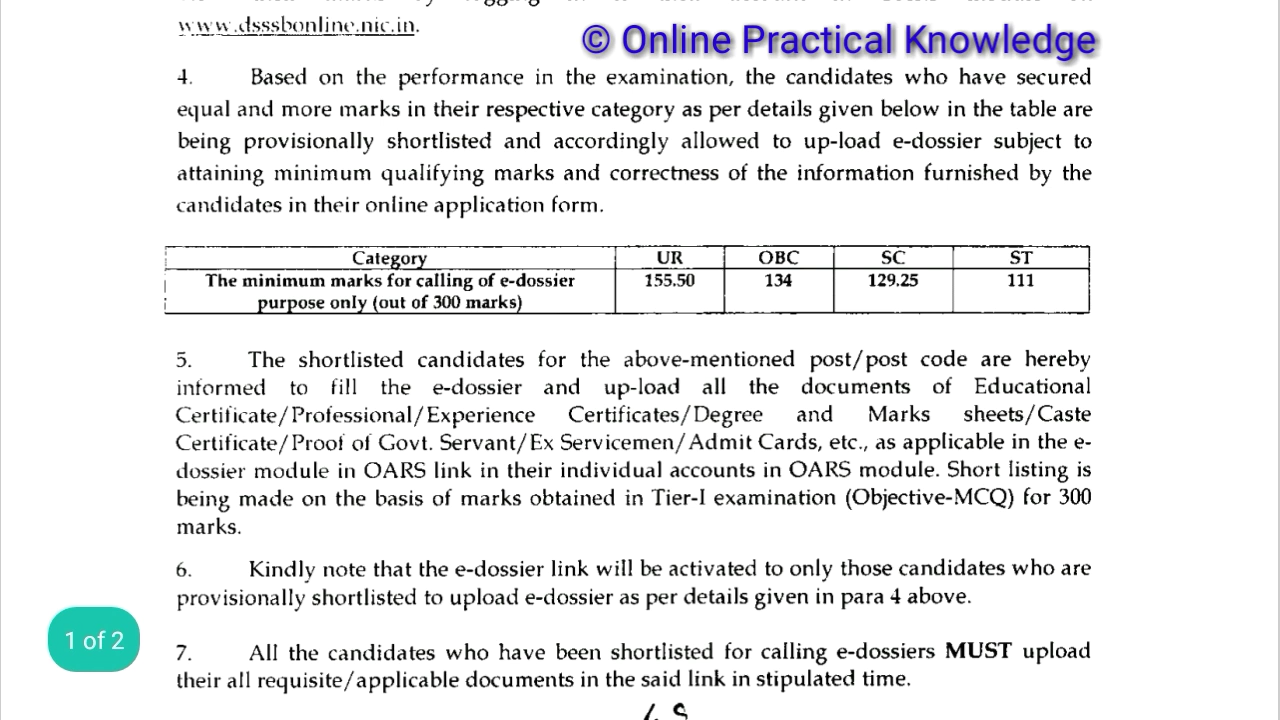 www.dsssbonline.nic.in.
© Online Practical Knowledge
4. Based on the performance in the examination, the candidates who have secured
equal and more marks in their respective category as per details given below in the table are
being provisionally shortlisted and accordingly allowed to up-load e-dossier subject to
attaining minimum qualifying marks and correctness of the information furnished by the
candidates in their online application form.
Category UR OBC SC ST
The minimum marks for calling of e-dossier 155.50 134 129.25 111
purpose only (out of 300 marks)
5. The shortlisted candidates for the above-mentioned post/post code are hereby
informed to fill the e-dossier and up-load all the documents of Educational
Certificate/Professional/Experience Certificates/Degree and Marks sheets/Caste
Certificate/Proof of Govt. Servant/Ex Servicemen/Admit Cards, etc., as applicable in the e-
dossier module in OARS link in their individual accounts in OARS module. Short listing is
being made on the basis of marks obtained in Tier-I examination (Objective-MCQ) for 300
marks.
6. Kindly note that the e-dossier link will be activated to only those candidates who are
provisionally shortlisted to upload e-dossier as per details given in para 4 above.
1 of 2
7. All the candidates who have been shortlisted for calling e-dossiers MUST upload
their all requisite/applicable documents in the said link in stipulated time.